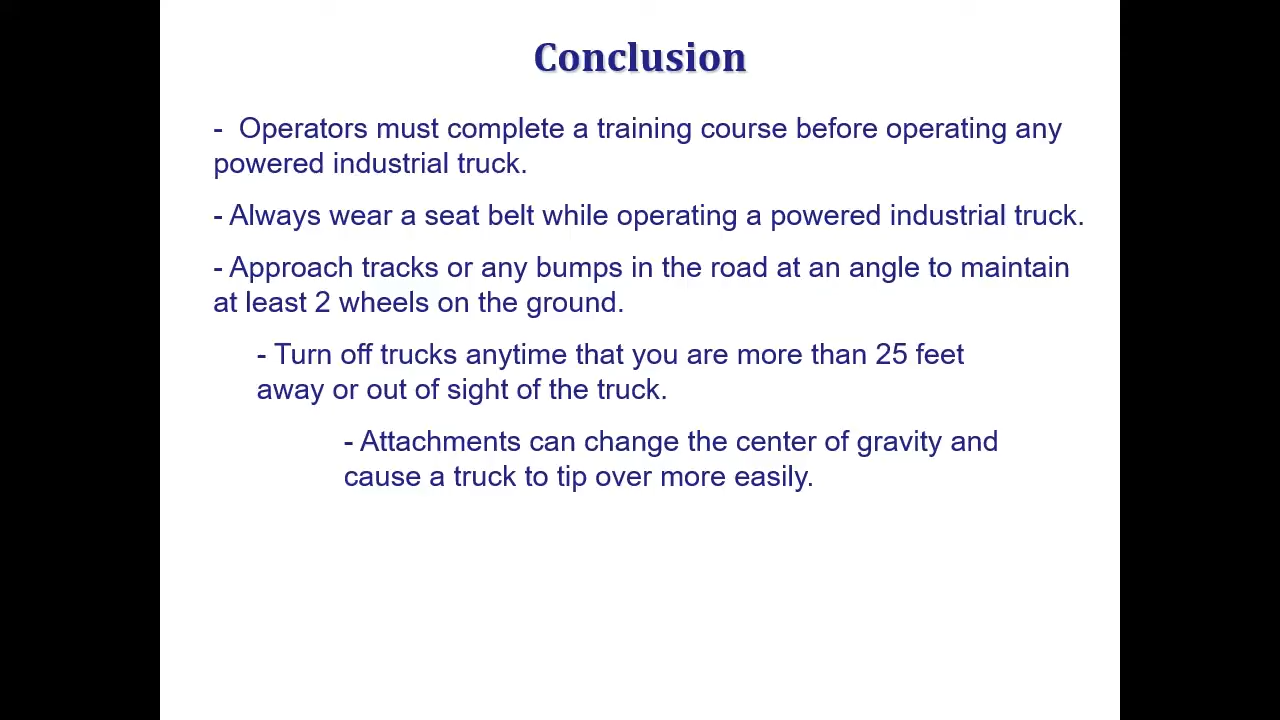 Conclusion
-  Operators must complete a training course before operating any
powered industrial truck.
- Always wear a seat belt while operating a powered industrial truck.
- Approach tracks or any bumps in the road at an angle to maintain
at least 2 wheels on the ground.
- Turn off trucks anytime that you are more than 25 feet
away or out of sight of the truck.
- Attachments can change the center of gravity and
cause a truck to tip over more easily.